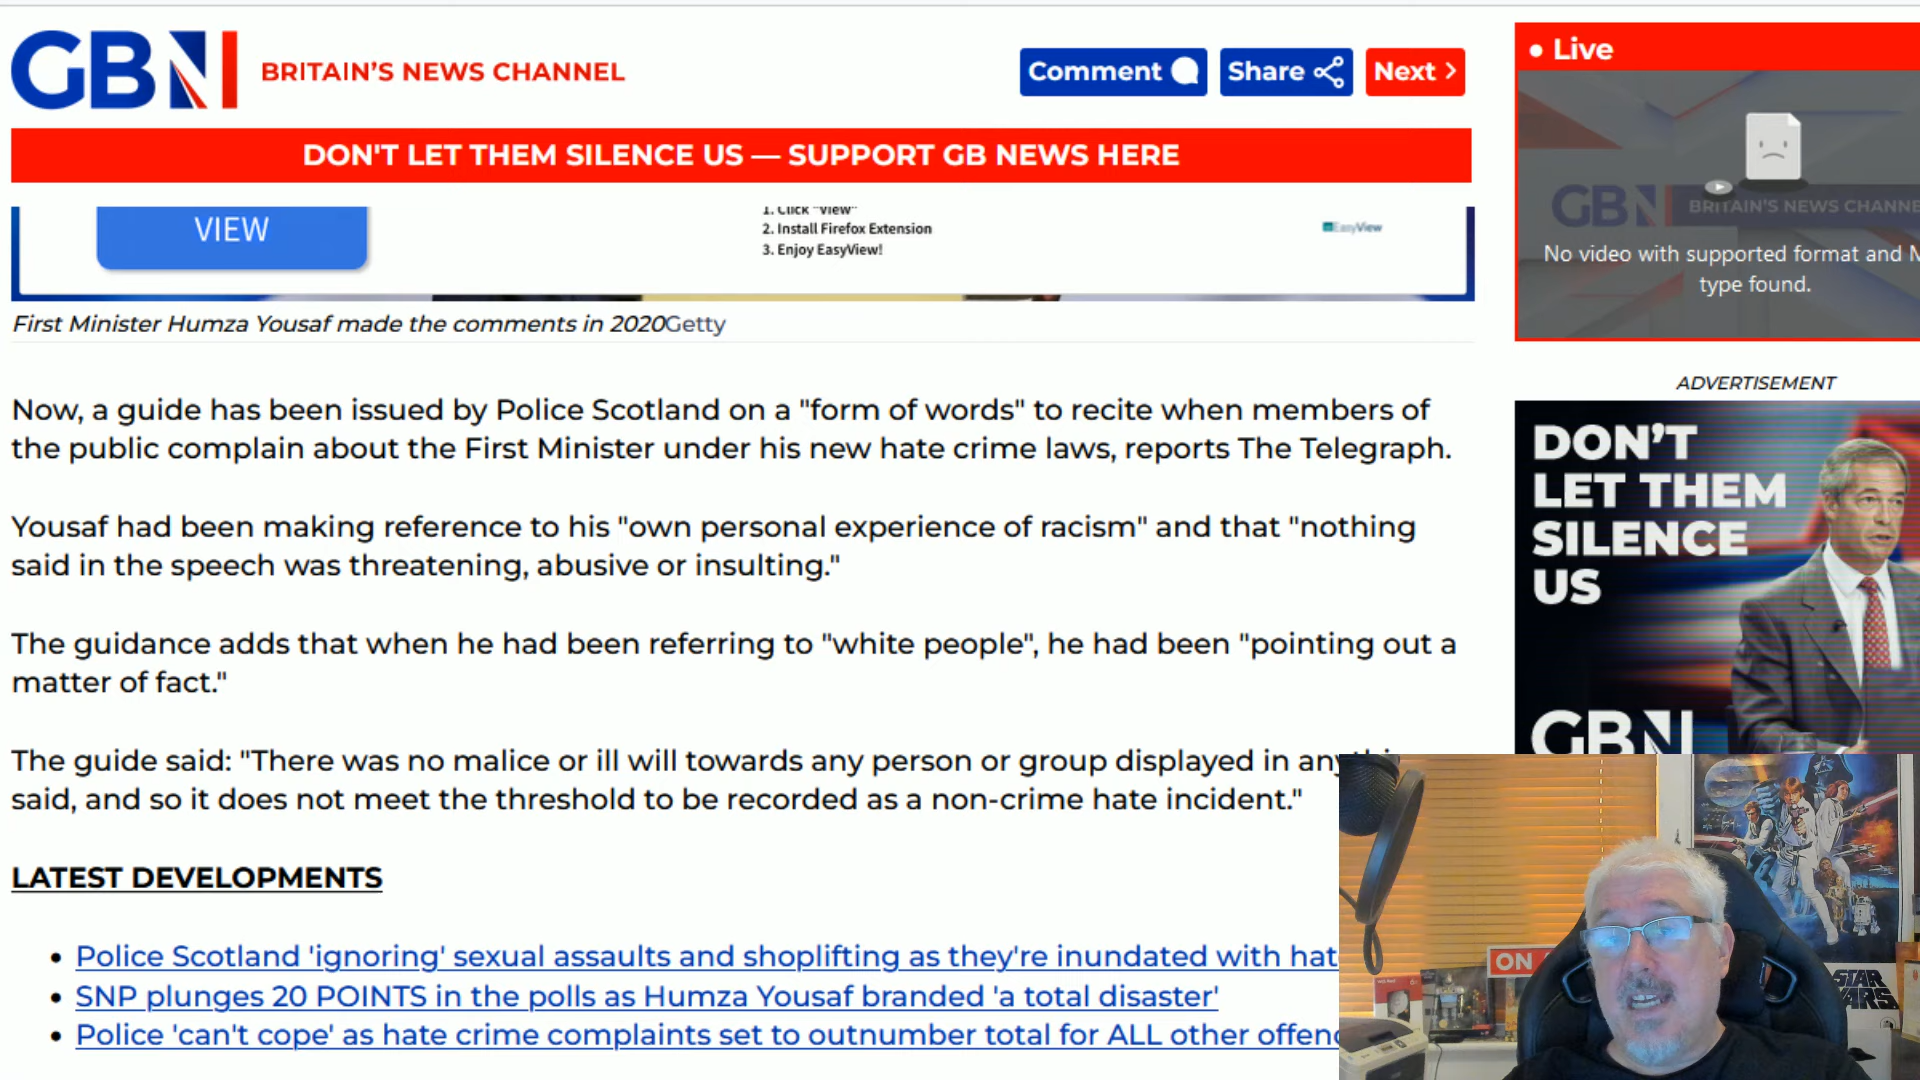 GBN BRITAIN'S NEWS CHANNEL
Comment
Share
Next
DON'T LET THEM SILENCE US — SUPPORT GB NEWS HERE
VIEW
1. Click "View"
2. Install Firefox Extension
3. Enjoy EasyView!
EasyView
First Minister Humza Yousaf made the comments in 2020Getty
Now, a guide has been issued by Police Scotland on a "form of words" to recite when members of
the public complain about the First Minister under his new hate crime laws, reports The Telegraph.
Yousaf had been making reference to his "own personal experience of racism" and that "nothing
said in the speech was threatening, abusive or insulting."
The guidance adds that when he had been referring to "white people", he had been "pointing out a
matter of fact."
The guide said: "There was no malice or ill will towards any person or group displayed in
said, and so it does not meet the threshold to be recorded as a non-crime hate incident."
LATEST DEVELOPMENTS
• Police Scotland 'ignoring' sexual assaults and shoplifting as they're inundated with hat
• SNP plunges 20 POINTS in the polls as Humza Yousaf branded 'a total disaster'
• Police 'can't cope' as hate crime complaints set to outnumber total for ALL other offen
• Live
GBN BRITAIN'S NEWS CHANNE
No video with supported format and M
type found.
ADVERTISEMENT
DON'T
LET THEM
SILENCE
US
GBN
ON
STAR
WARS